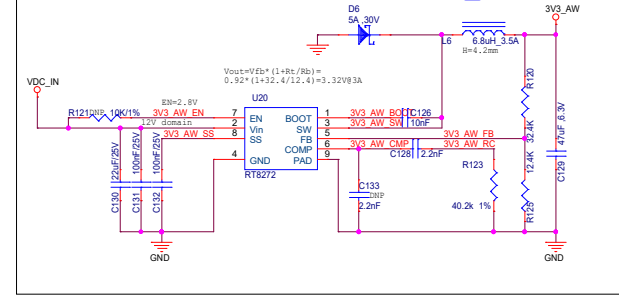 D6
5A ,30V
3V3_AW
L6
6.8uH_3.5A
H=4.2mm
Vout=Vfb*(1+Rt/Rb)=
0.92*(1+32.4/12.4)=3.32V@3A
VDC_IN
EN=2.8V
U20
R121
DNP
10K/1%
3V3_AW_EN
7
EN
BOOT
1
3V3_AW_BOOT
C126
12V domain
2
Vin
SW
3
3V3_AW_SW
10nF
3V3_AW_SS
8
SS
FB
5
3V3_AW_FB
COMP
6
3V3_AW_CMP
C128
2.2nF
3V3_AW_RC
4
GND
PAD
9
RT8272
R120
32.4K
12.4K
R125
47uF_6.3V
C129
R123
40.2k 1%
C133
DNP
2.2nF
22uF/25V
100nF/25V
100nF/25V
C130
C131
C132
GND
GND